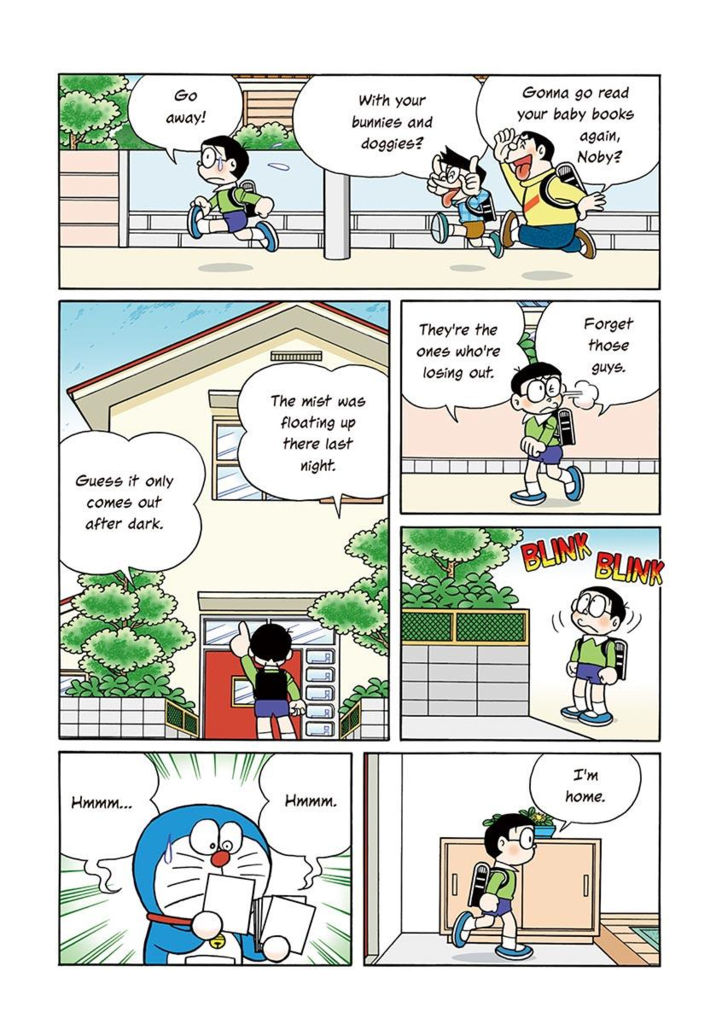 Gonna go read
your baby books
again,
Noby?
With your
bunnies and
doggies?
Go
away!
Forget
those
guys.
They're the
ones who're
losing out.
BLINK
BLINK
The mist was
floating up
there last
night.
Guess it only
comes out
after dark.
I'm
home.
Hmmm.
Hmmm...